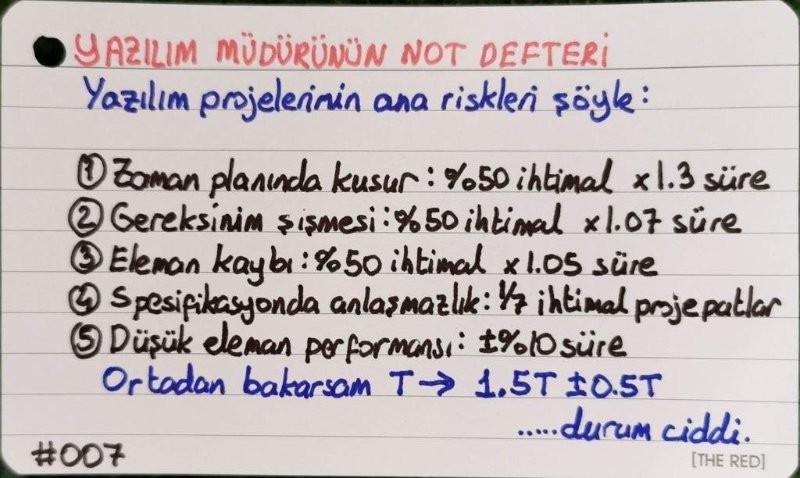 YAZILIM MÜDÜRÜNÜN NOT DEFTERİ
Yazılım projelerinin ana riskleri şöyle:
① Zaman planında kusur: %50 ihtimal x1.3 süre
② Gereksinim şişmesi: %50 ihtimal x1.07 süre
③ Eleman kaybı: %50 ihtimal x1.05 süre
④ Spesifikasyonda anlaşmazlık: 1/7 ihtimal proje patlar
⑤ Düşük eleman performansı: ±%10 süre
Ortadan bakarsam T → 1.5T ±0.5T
.....durum ciddi.
#007
[THE RED]